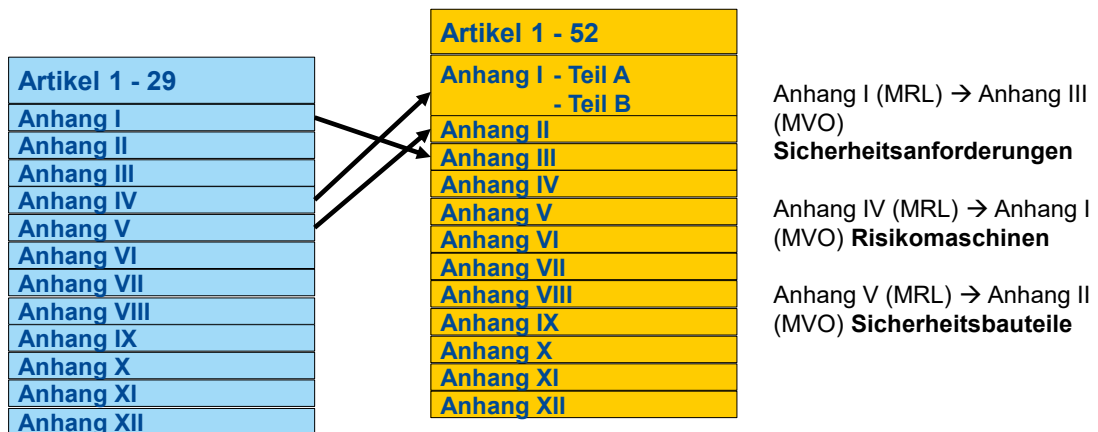 Artikel 1 - 29
Anhang I
Anhang II
Anhang III
Anhang IV
Anhang V
Anhang VI
Anhang VII
Anhang VIII
Anhang IX
Anhang X
Anhang XI
Anhang XII
Artikel 1 - 52
Anhang I - Teil A
- Teil B
Anhang II
Anhang III
Anhang IV
Anhang V
Anhang VI
Anhang VII
Anhang VIII
Anhang IX
Anhang X
Anhang XI
Anhang XII
Anhang I (MRL) → Anhang III
(MVO)
Sicherheitsanforderungen
Anhang IV (MRL) → Anhang I
(MVO) Risikomaschinen
Anhang V (MRL) → Anhang II
(MVO) Sicherheitsbauteile